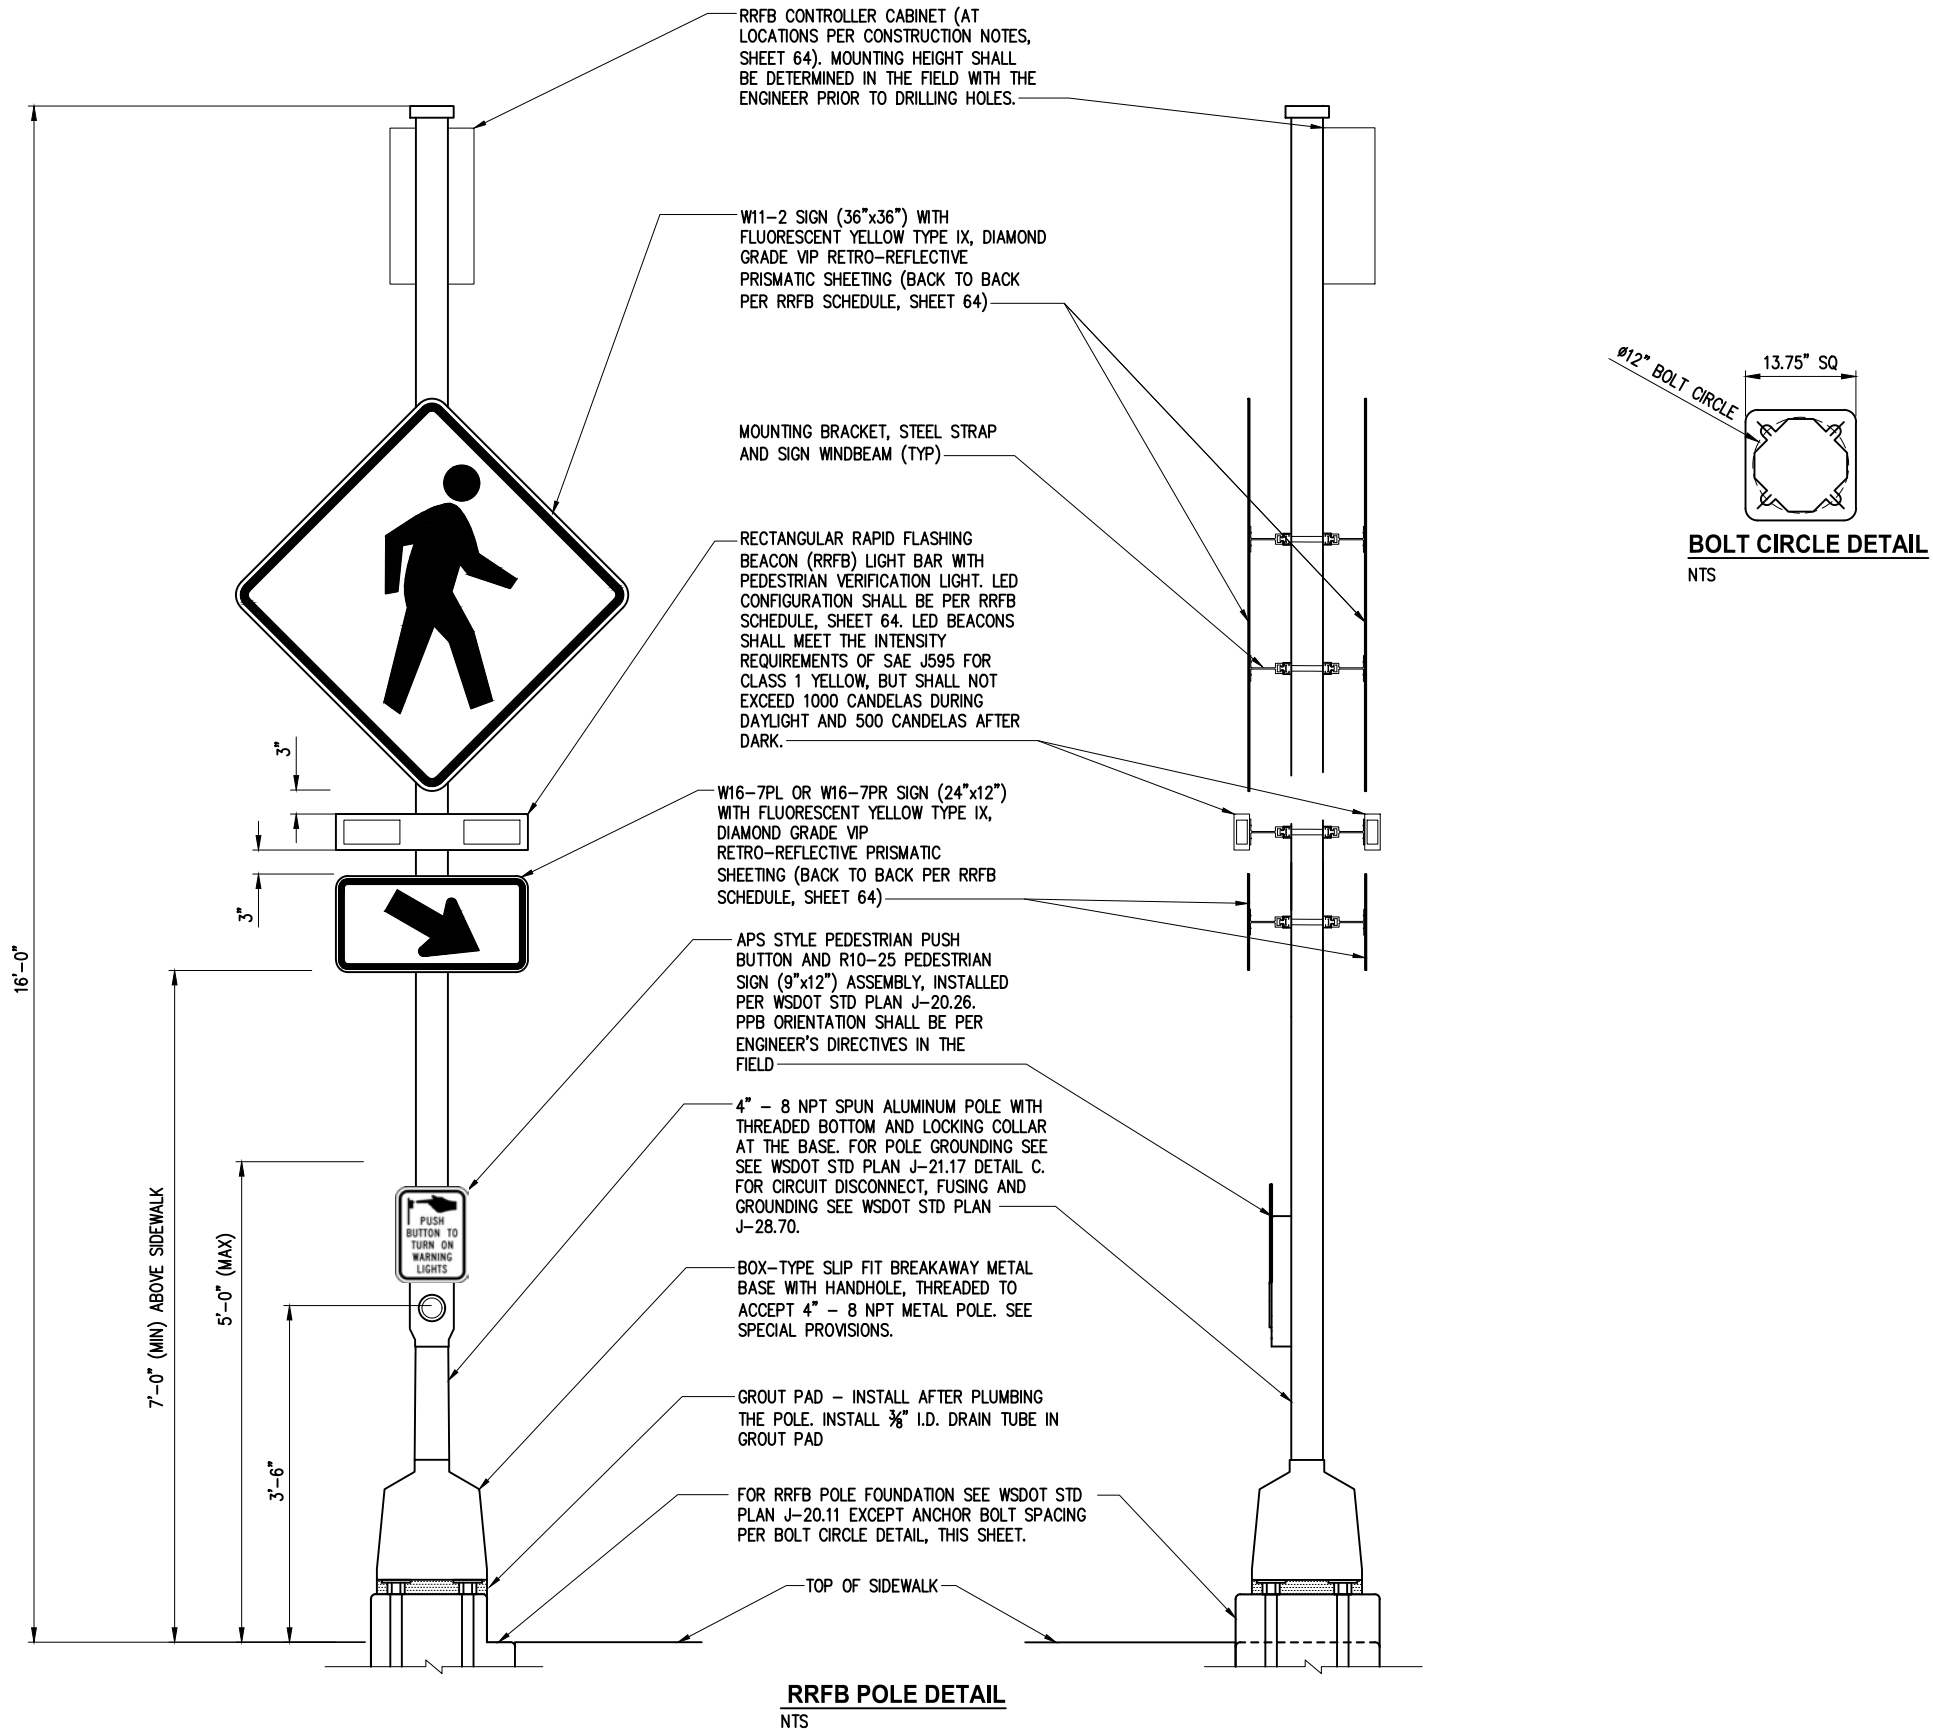 RRFB CONTROLLER CABINET (AT
LOCATIONS PER CONSTRUCTION NOTES,
SHEET 64). MOUNTING HEIGHT SHALL
BE DETERMINED IN THE FIELD WITH THE
ENGINEER PRIOR TO DRILLING HOLES.
W11-2 SIGN (36"x36") WITH
FLUORESCENT YELLOW TYPE IX, DIAMOND
GRADE VIP RETRO-REFLECTIVE
PRISMATIC SHEETING (BACK TO BACK
PER RRFB SCHEDULE, SHEET 64)
MOUNTING BRACKET, STEEL STRAP
AND SIGN WINDBEAM (TYP)
RECTANGULAR RAPID FLASHING
BEACON (RRFB) LIGHT BAR WITH
PEDESTRIAN VERIFICATION LIGHT. LED
CONFIGURATION SHALL BE PER RRFB
SCHEDULE, SHEET 64. LED BEACONS
SHALL MEET THE INTENSITY
REQUIREMENTS OF SAE J595 FOR
CLASS 1 YELLOW, BUT SHALL NOT
EXCEED 1000 CANDELAS DURING
DAYLIGHT AND 500 CANDELAS AFTER
DARK.
W16-7PL OR W16-7PR SIGN (24"x12")
WITH FLUORESCENT YELLOW TYPE IX,
DIAMOND GRADE VIP
RETRO-REFLECTIVE PRISMATIC
SHEETING (BACK TO BACK PER RRFB
SCHEDULE, SHEET 64)
APS STYLE PEDESTRIAN PUSH
BUTTON AND R10-25 PEDESTRIAN
SIGN (9"x12") ASSEMBLY, INSTALLED
PER WSDOT STD PLAN J-20.26.
PPB ORIENTATION SHALL BE PER
ENGINEER'S DIRECTIVES IN THE
FIELD
4" - 8 NPT SPUN ALUMINUM POLE WITH
THREADED BOTTOM AND LOCKING COLLAR
AT THE BASE. FOR POLE GROUNDING SEE
SEE WSDOT STD PLAN J-21.17 DETAIL C.
FOR CIRCUIT DISCONNECT, FUSING AND
GROUNDING SEE WSDOT STD PLAN
J-28.70.
BOX-TYPE SLIP FIT BREAKAWAY METAL
BASE WITH HANDHOLE, THREADED TO
ACCEPT 4" - 8 NPT METAL POLE. SEE
SPECIAL PROVISIONS.
GROUT PAD - INSTALL AFTER PLUMBING
THE POLE. INSTALL ⅜" I.D. DRAIN TUBE IN
GROUT PAD
FOR RRFB POLE FOUNDATION SEE WSDOT STD
PLAN J-20.11 EXCEPT ANCHOR BOLT SPACING
PER BOLT CIRCLE DETAIL, THIS SHEET.
TOP OF SIDEWALK
16'-0"
7'-0" (MIN) ABOVE SIDEWALK
5'-0" (MAX)
3'-6"
3"
3"
PUSH
BUTTON TO
TURN ON
WARNING
LIGHTS
RRFB POLE DETAIL
NTS
ø12" BOLT CIRCLE
13.75" SQ
BOLT CIRCLE DETAIL
NTS